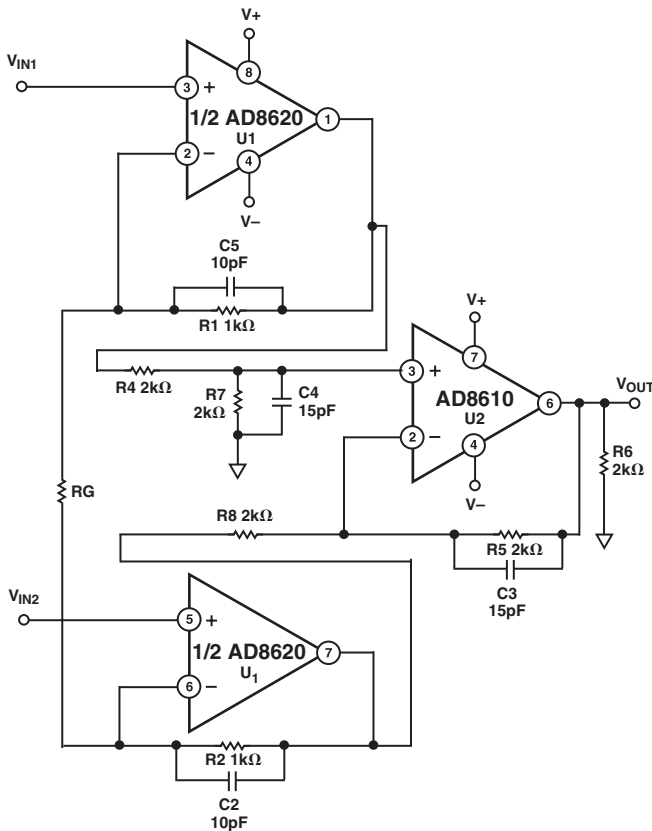 V+
VIN1
8
3
+
1/2 AD8620
1
U1
2
–
4
V–
C5
10pF
R1 1kΩ
V+
7
R4 2kΩ
3
+
R7
2kΩ
C4
15pF
AD8610
6
VOUT
U2
2
–
4
R6
2kΩ
V–
RG
R8 2kΩ
R5 2kΩ
C3
15pF
VIN2
5
+
1/2 AD8620
7
U1
6
–
R2 1kΩ
C2
10pF